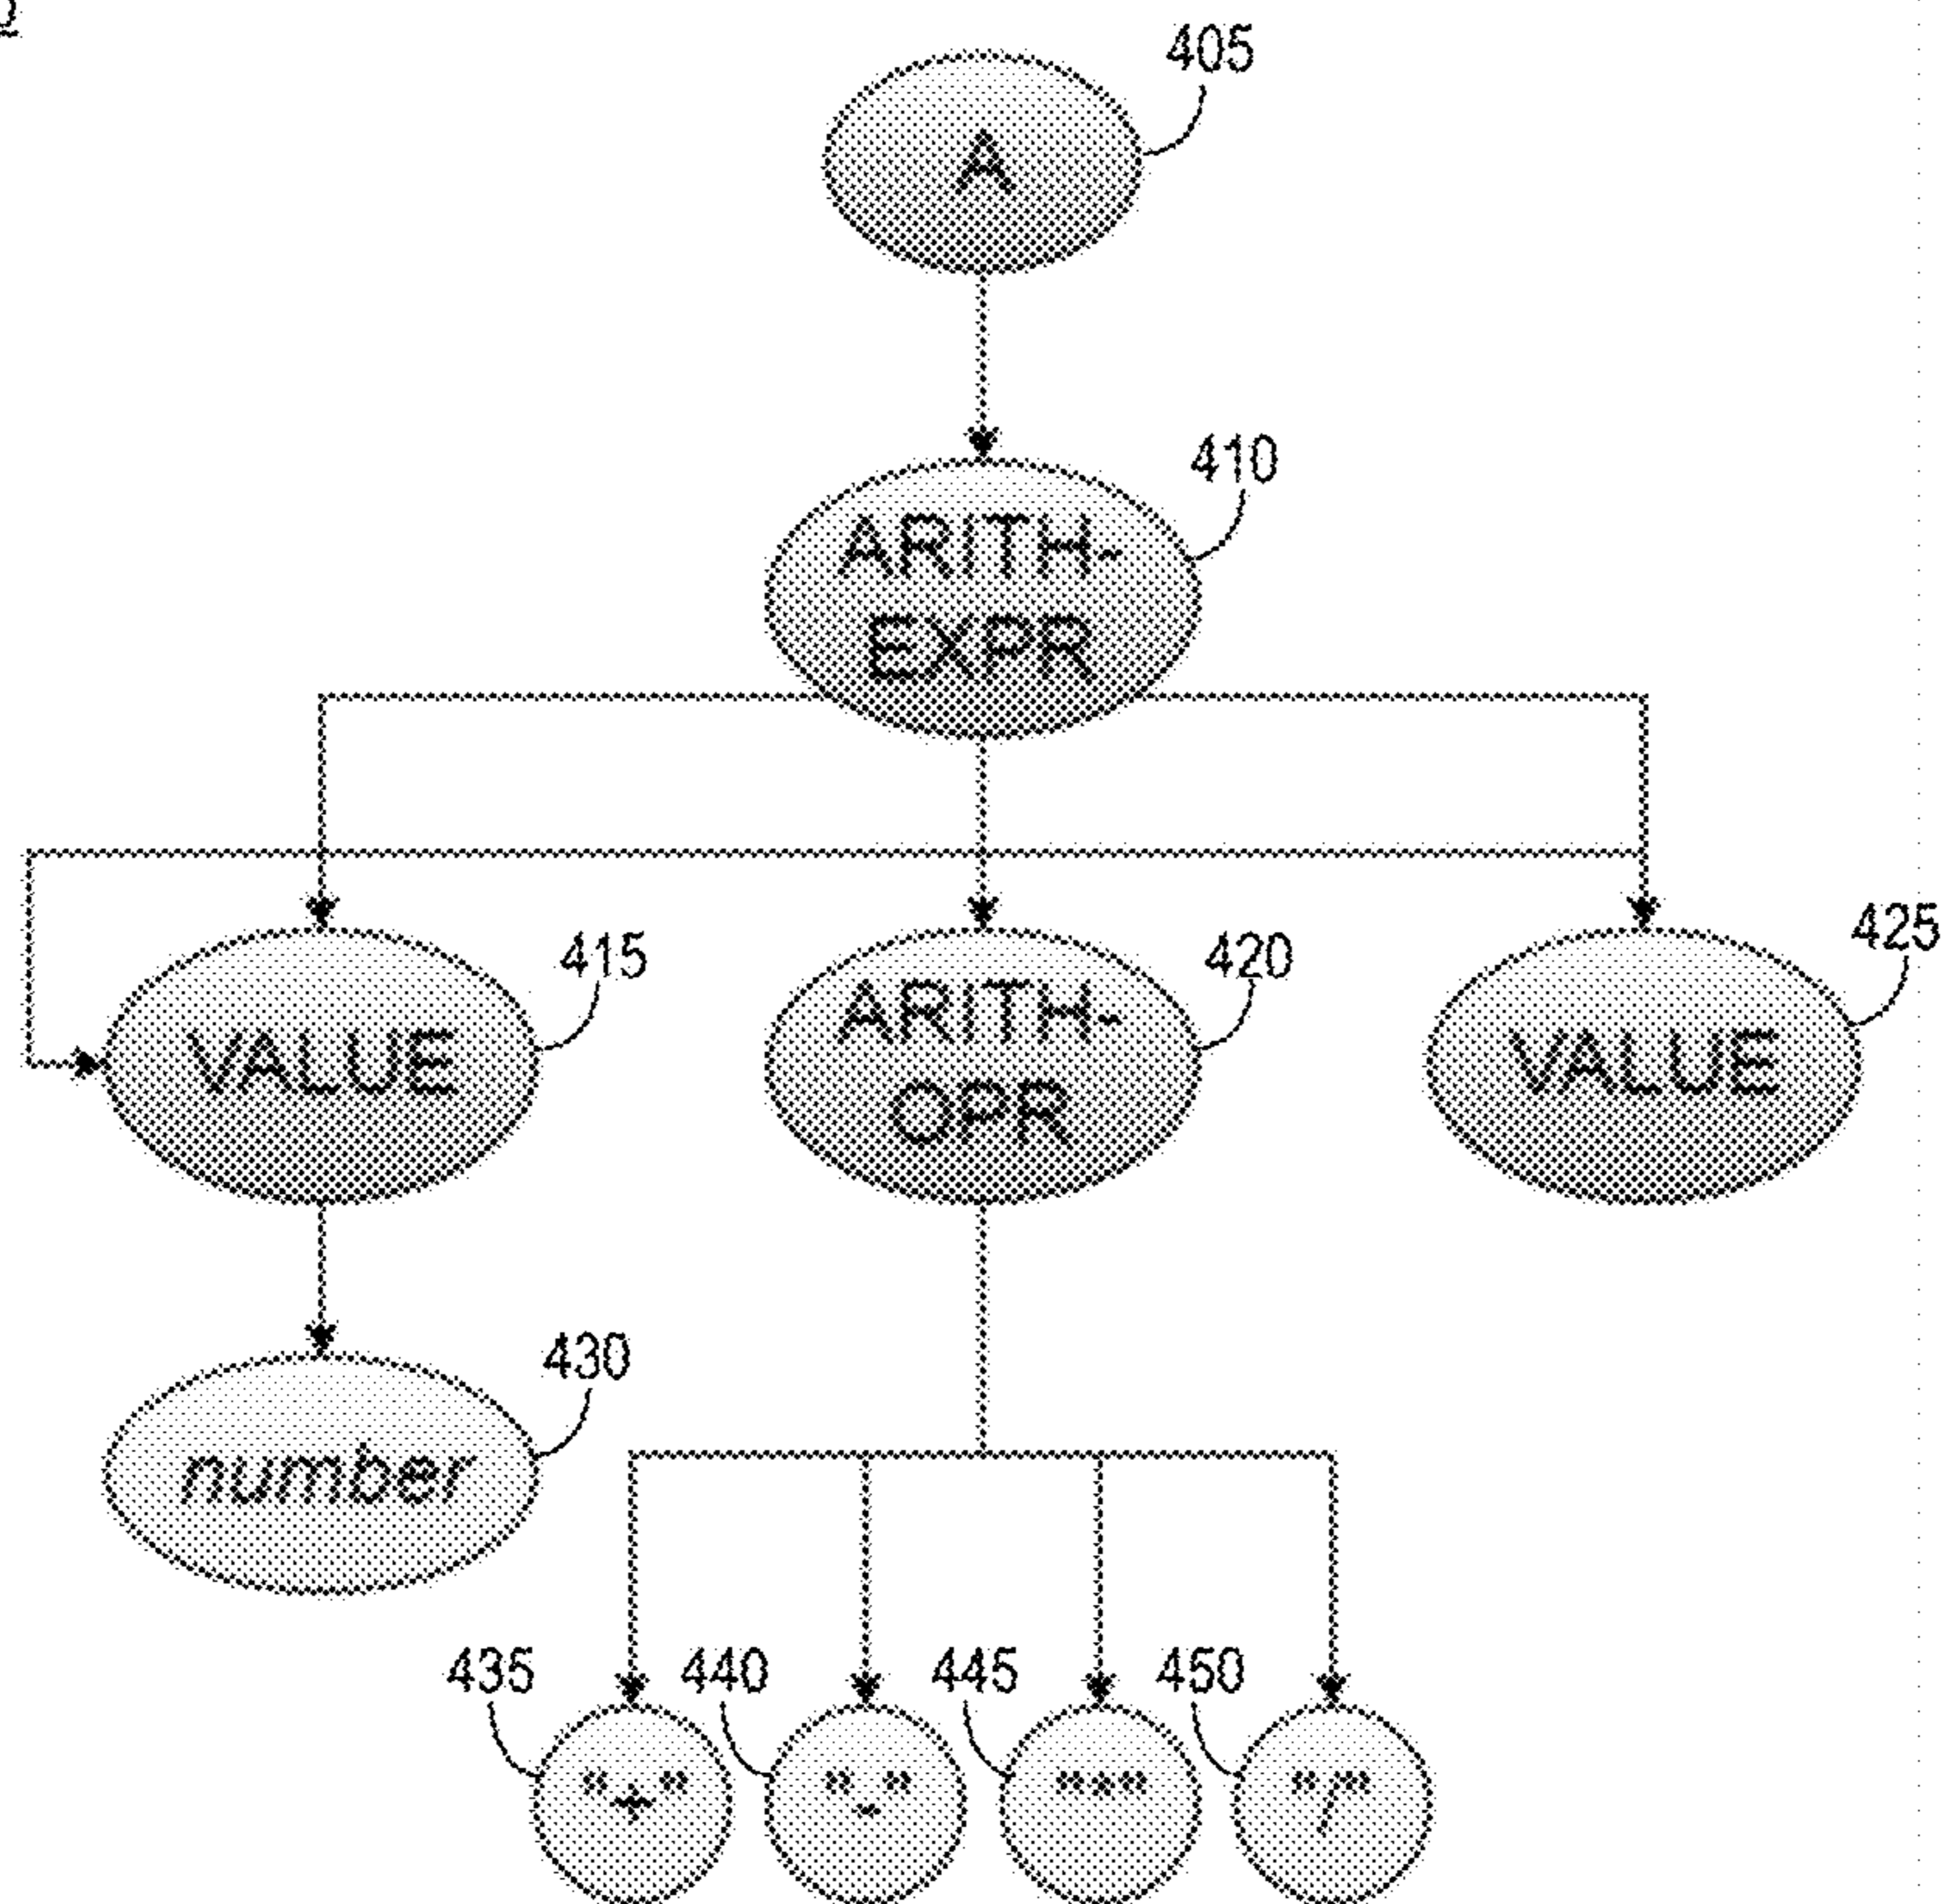 405
A
410
ARITH-
EXPR
415
420
425
VALUE
ARITH-
OPR
VALUE
430
number
435
440
445
450
"+"
"-"
"*"
"/"